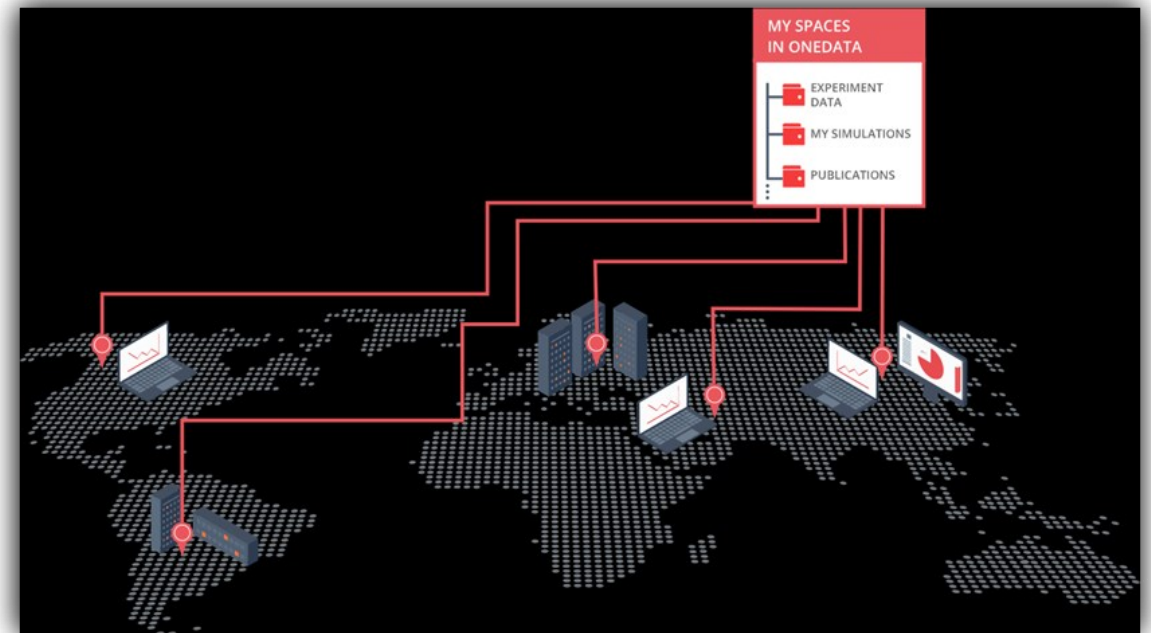 MY SPACES
IN ONEDATA
EXPERIMENT
DATA
MY SIMULATIONS
PUBLICATIONS